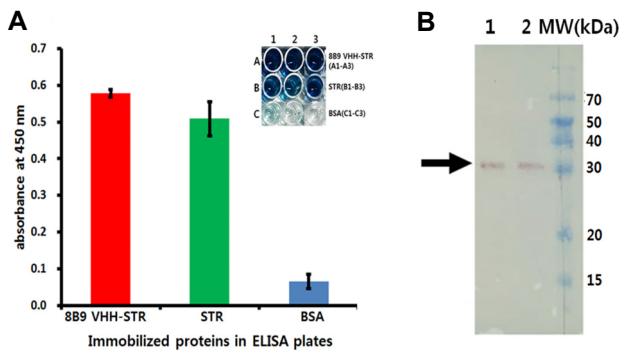 A
B
0.7
0.6
0.5
0.4
0.3
0.2
0.1
0.0
absorbance at 450 nm
1 2 3
A
B
C
8B9 VHH-STR
(A1-A3)
STR(B1-B3)
BSA(C1-C3)
8B9 VHH-STR STR BSA
Immobilized proteins in ELISA plates
1 2 MW(kDa)
70
50
40
30
20
15